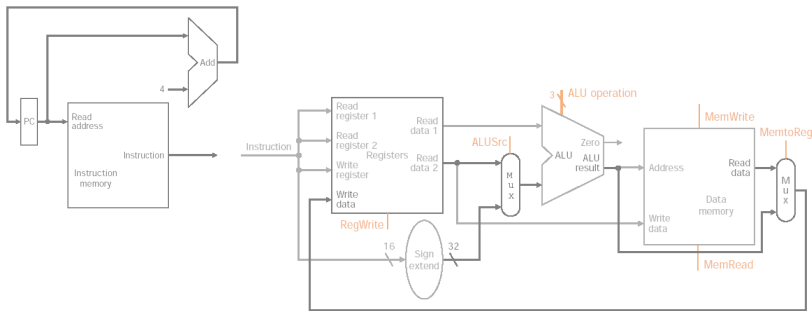 Add
4
PC
Read
address
Instruction
Instruction
memory
Instruction
Read
register 1
Read
register 2
Write
register
Write
data
Registers
Read
data 1
Read
data 2
RegWrite
16
Sign
extend
32
ALUSrc
M
u
x
3
ALU operation
Zero
ALU
ALU
result
MemWrite
Address
Read
data
Data
memory
Write
data
MemRead
MemtoReg
M
u
x